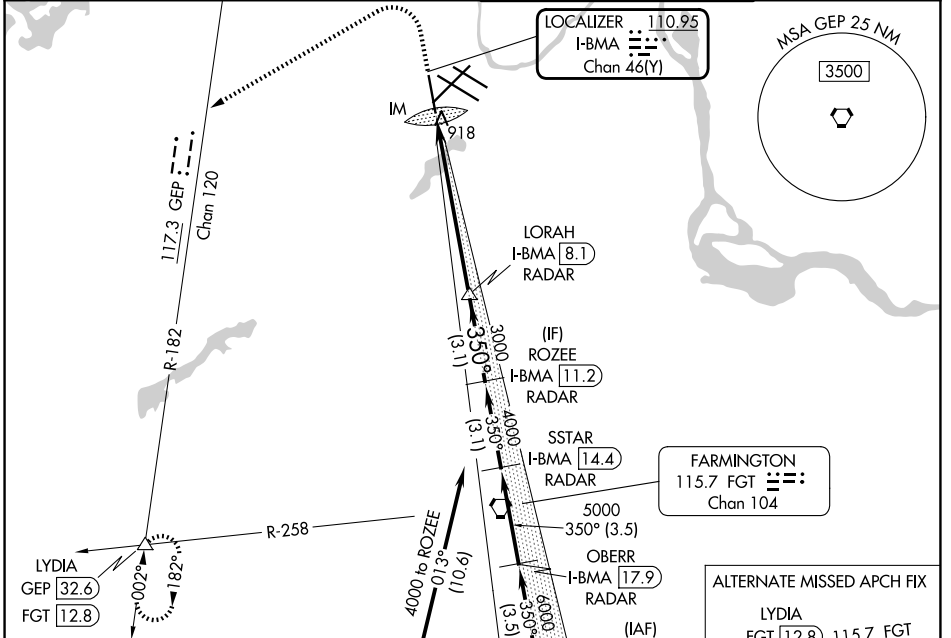 LOCALIZER 110.95
I-BMA
Chan 46(Y)
MSA GEP 25 NM
3500
IM
918
117.3 GEP
Chan 120
R-182
LORAH
I-BMA 8.1
RADAR
3000
350°
(3.1)
(IF)
ROZEE
I-BMA 11.2
RADAR
4000
350°
(3.1)
SSTAR
I-BMA 14.4
RADAR
FARMINGTON
115.7 FGT
Chan 104
5000
350° (3.5)
R-258
4000 to ROZEE
013°
(10.6)
OBERR
I-BMA 17.9
RADAR
LYDIA
GEP 32.6
FGT 12.8
002°
182°
6000
350°
(3.5)
(IAF)
ALTERNATE MISSED APCH FIX
LYDIA
FGT 12.8 115.7 FGT